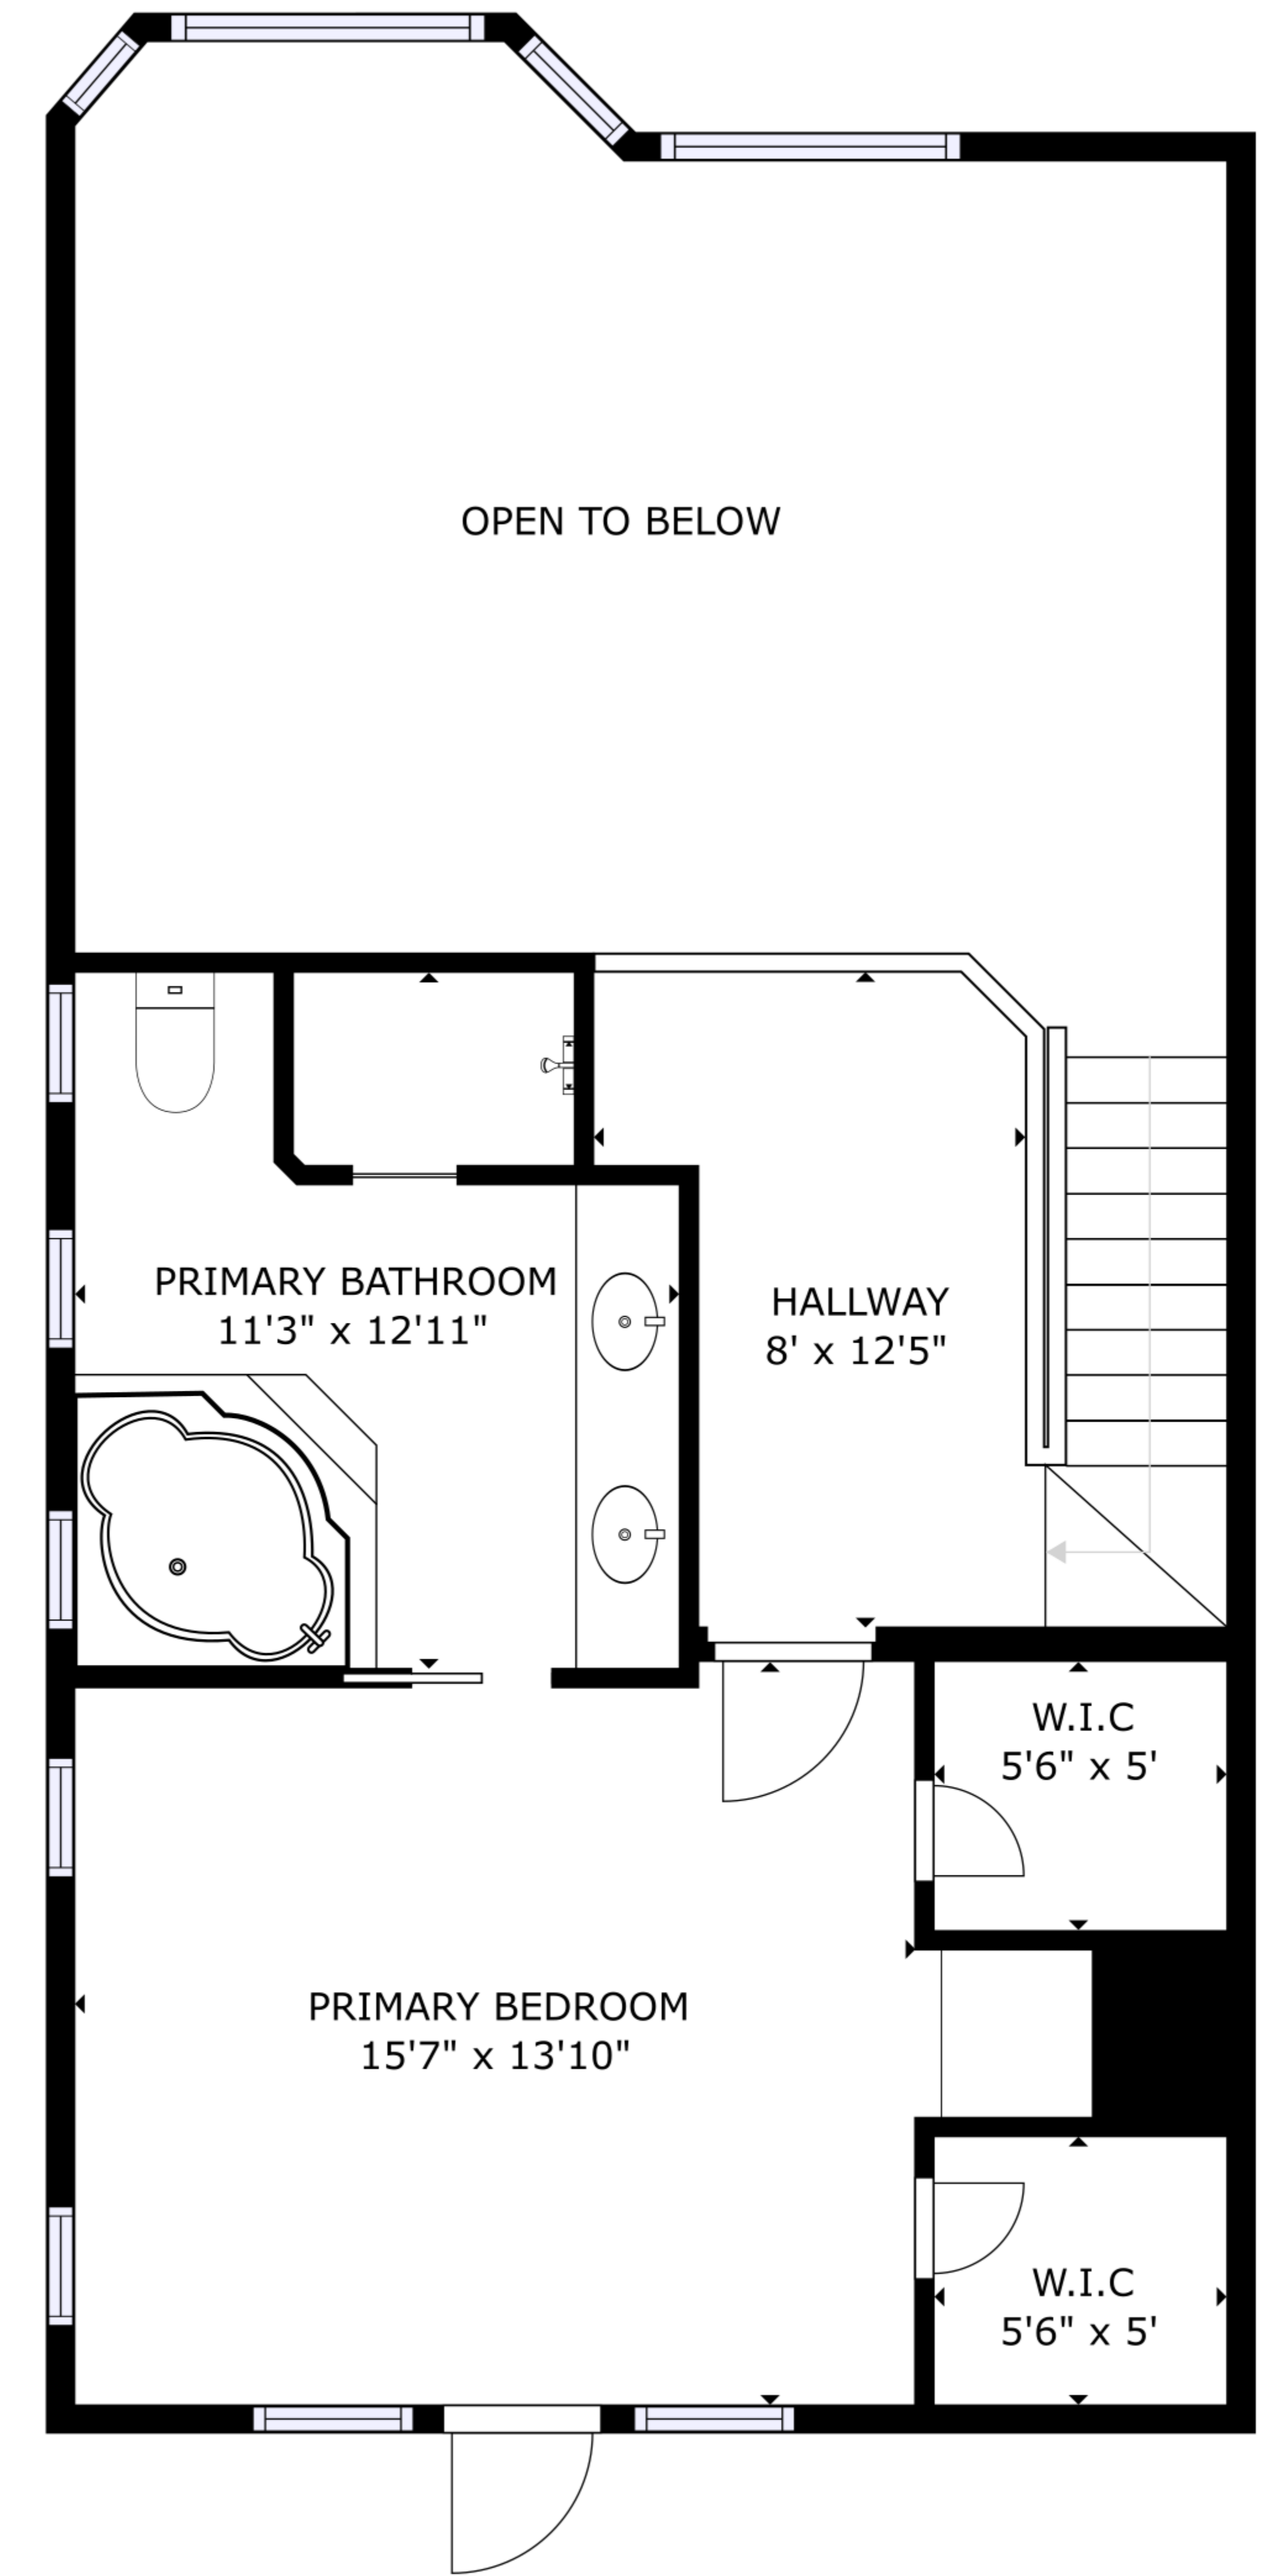 OPEN TO BELOW
PRIMARY BATHROOM
11'3" x 12'11"
HALLWAY
8' x 12'5"
W.I.C
5'6" x 5'
PRIMARY BEDROOM
15'7" x 13'10"
W.I.C
5'6" x 5'